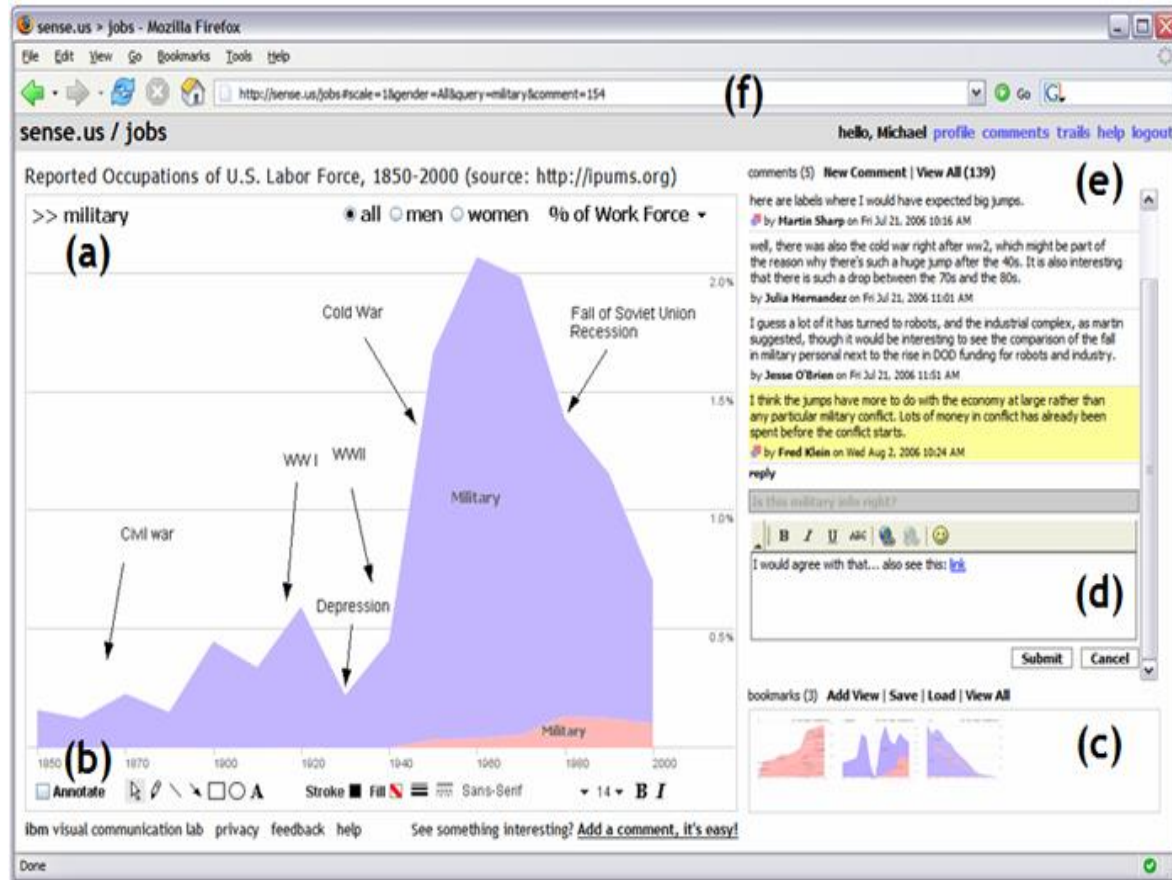 sense.us > jobs - Mozilla Firefox
File Edit View Go Bookmarks Tools Help
http://sense.us/jobs#scale=1&gender=All&query=military&comment=154
(f)
Go
G
sense.us / jobs
hello, Michael profile comments trails help logout
Reported Occupations of U.S. Labor Force, 1850-2000 (source: http://ipums.org)
>> military
all men women
% of Work Force
(a)
2.0%
1.5%
1.0%
0.5%
Cold War
Fall of Soviet Union
Recession
WW I
WWII
Civil war
Depression
Military
Military
1850 1870 1900 1920 1940 1960 1980 2000
(b)
Annotate
A
Stroke Fill Sans-Serif 14 B I
ibm visual communication lab privacy feedback help
See something interesting? Add a comment, it's easy!
comments (5) New Comment | View All (139)
(e)
here are labels where I would have expected big jumps.
by Martin Sharp on Fri Jul 21, 2006 10:16 AM
well, there was also the cold war right after ww2, which might be part of
the reason why there's such a huge jump after the 40s. It is also interesting
that there is such a drop between the 70s and the 80s.
by Julia Hernandez on Fri Jul 21, 2006 11:01 AM
I guess a lot of it has turned to robots, and the industrial complex, as martin
suggested, though it would be interesting to see the comparison of the fall
in military personal next to the rise in DOD funding for robots and industry.
by Jesse O'Brien on Fri Jul 21, 2006 11:51 AM
I think the jumps have more to do with the economy at large rather than
any particular military conflict. Lots of money in conflict has already been
spent before the conflict starts.
by Fred Klein on Wed Aug 2, 2006 10:24 AM
reply
Is this military info right?
B I U ABC
I would agree with that... also see this: link
(d)
Submit Cancel
bookmarks (3) Add View | Save | Load | View All
(c)
Done